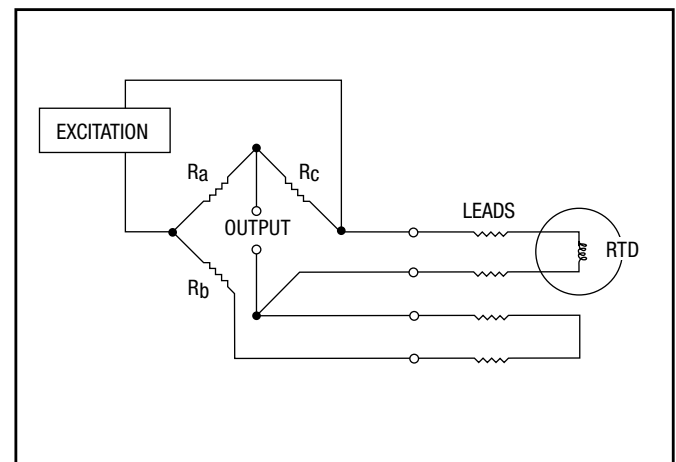 EXCITATION
Ra
Rc
OUTPUT
LEADS
RTD
Rb